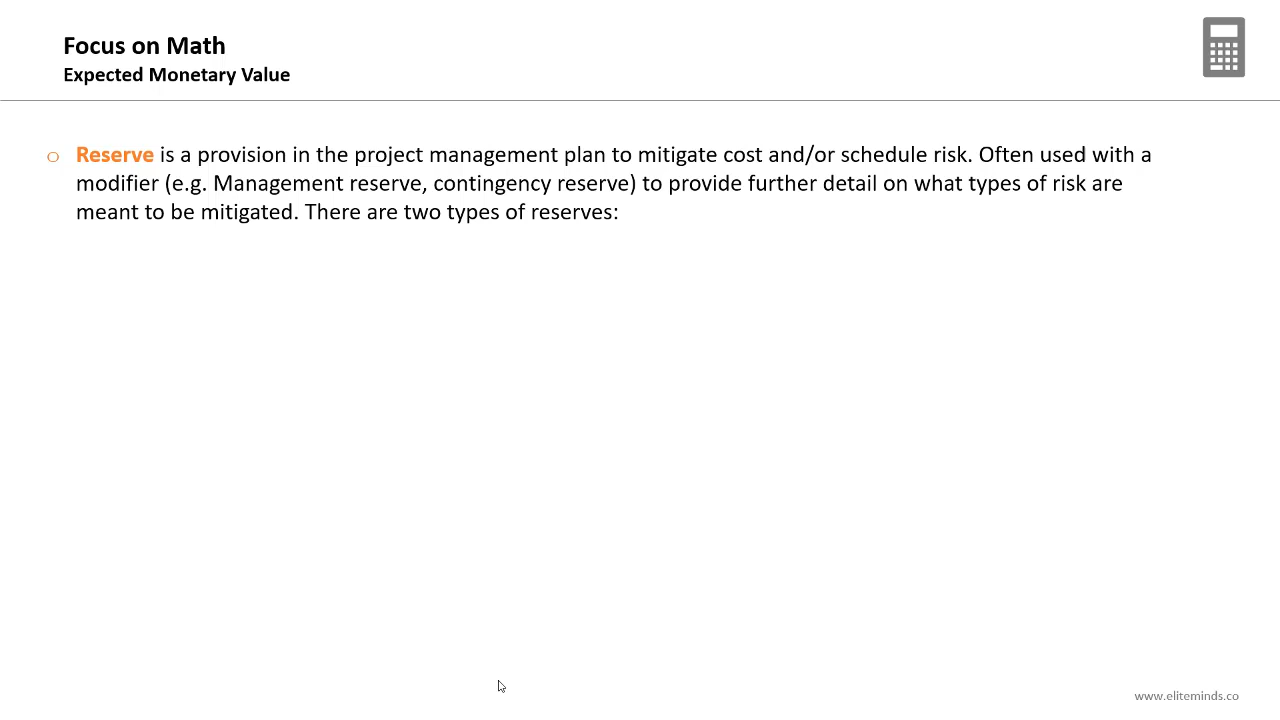 Focus on Math
Expected Monetary Value
Reserve is a provision in the project management plan to mitigate cost and/or schedule risk. Often used with a
modifier (e.g. Management reserve, contingency reserve) to provide further detail on what types of risk are
meant to be mitigated. There are two types of reserves:
www.eliteminds.co